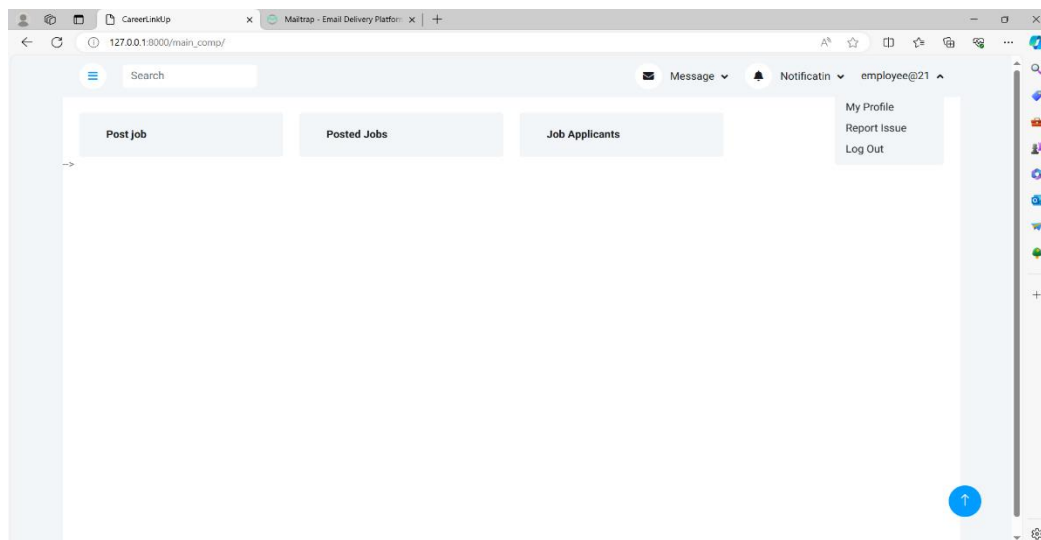 CareerLinkUp
Mailtrap - Email Delivery Platform
127.0.0.1:8000/main_comp/
Search
Message
Notificatin
employee@21
My Profile
Report Issue
Log Out
Post job
Posted Jobs
Job Applicants
-->